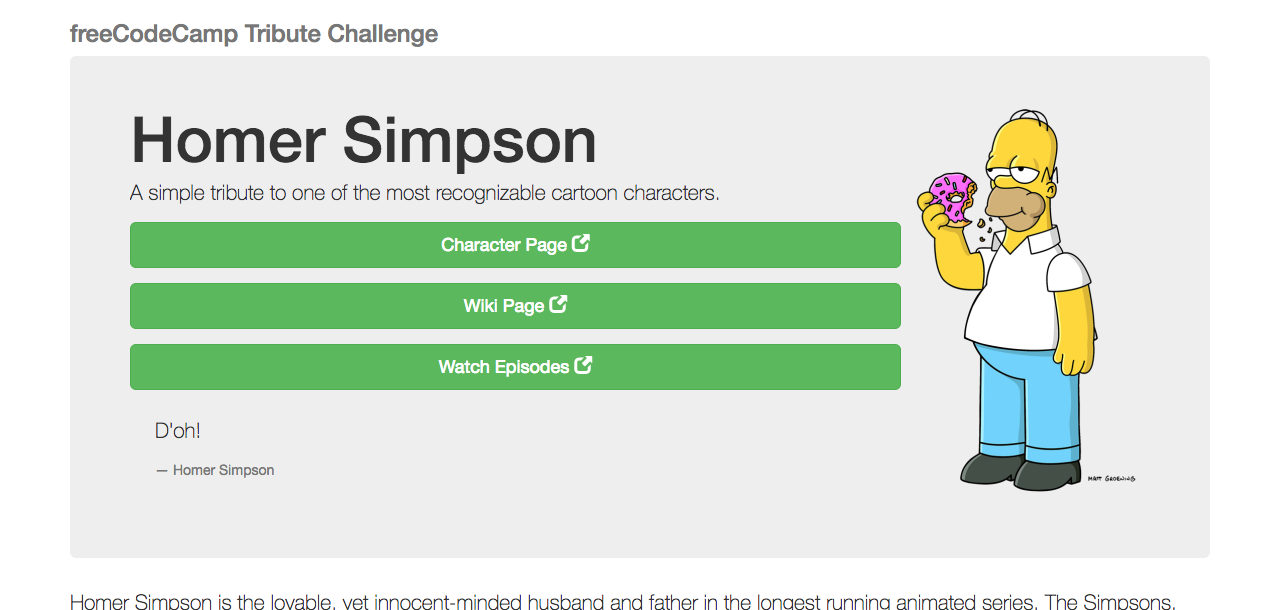 freeCodeCamp Tribute Challenge
Homer Simpson
A simple tribute to one of the most recognizable cartoon characters.
Character Page
Wiki Page
Watch Episodes
D'oh!
— Homer Simpson
MATT GROENING
Homer Simpson is the lovable, yet innocent-minded husband and father in the longest running animated series, The Simpsons.